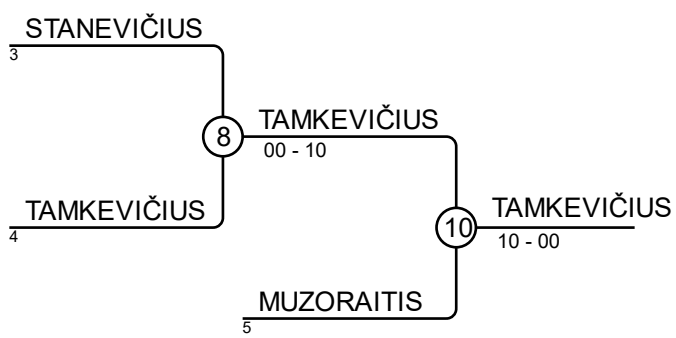 STANEVIČIUS
3
8
TAMKEVIČIUS
00 - 10
TAMKEVIČIUS
4
10
TAMKEVIČIUS
10 - 00
MUZORAITIS
5